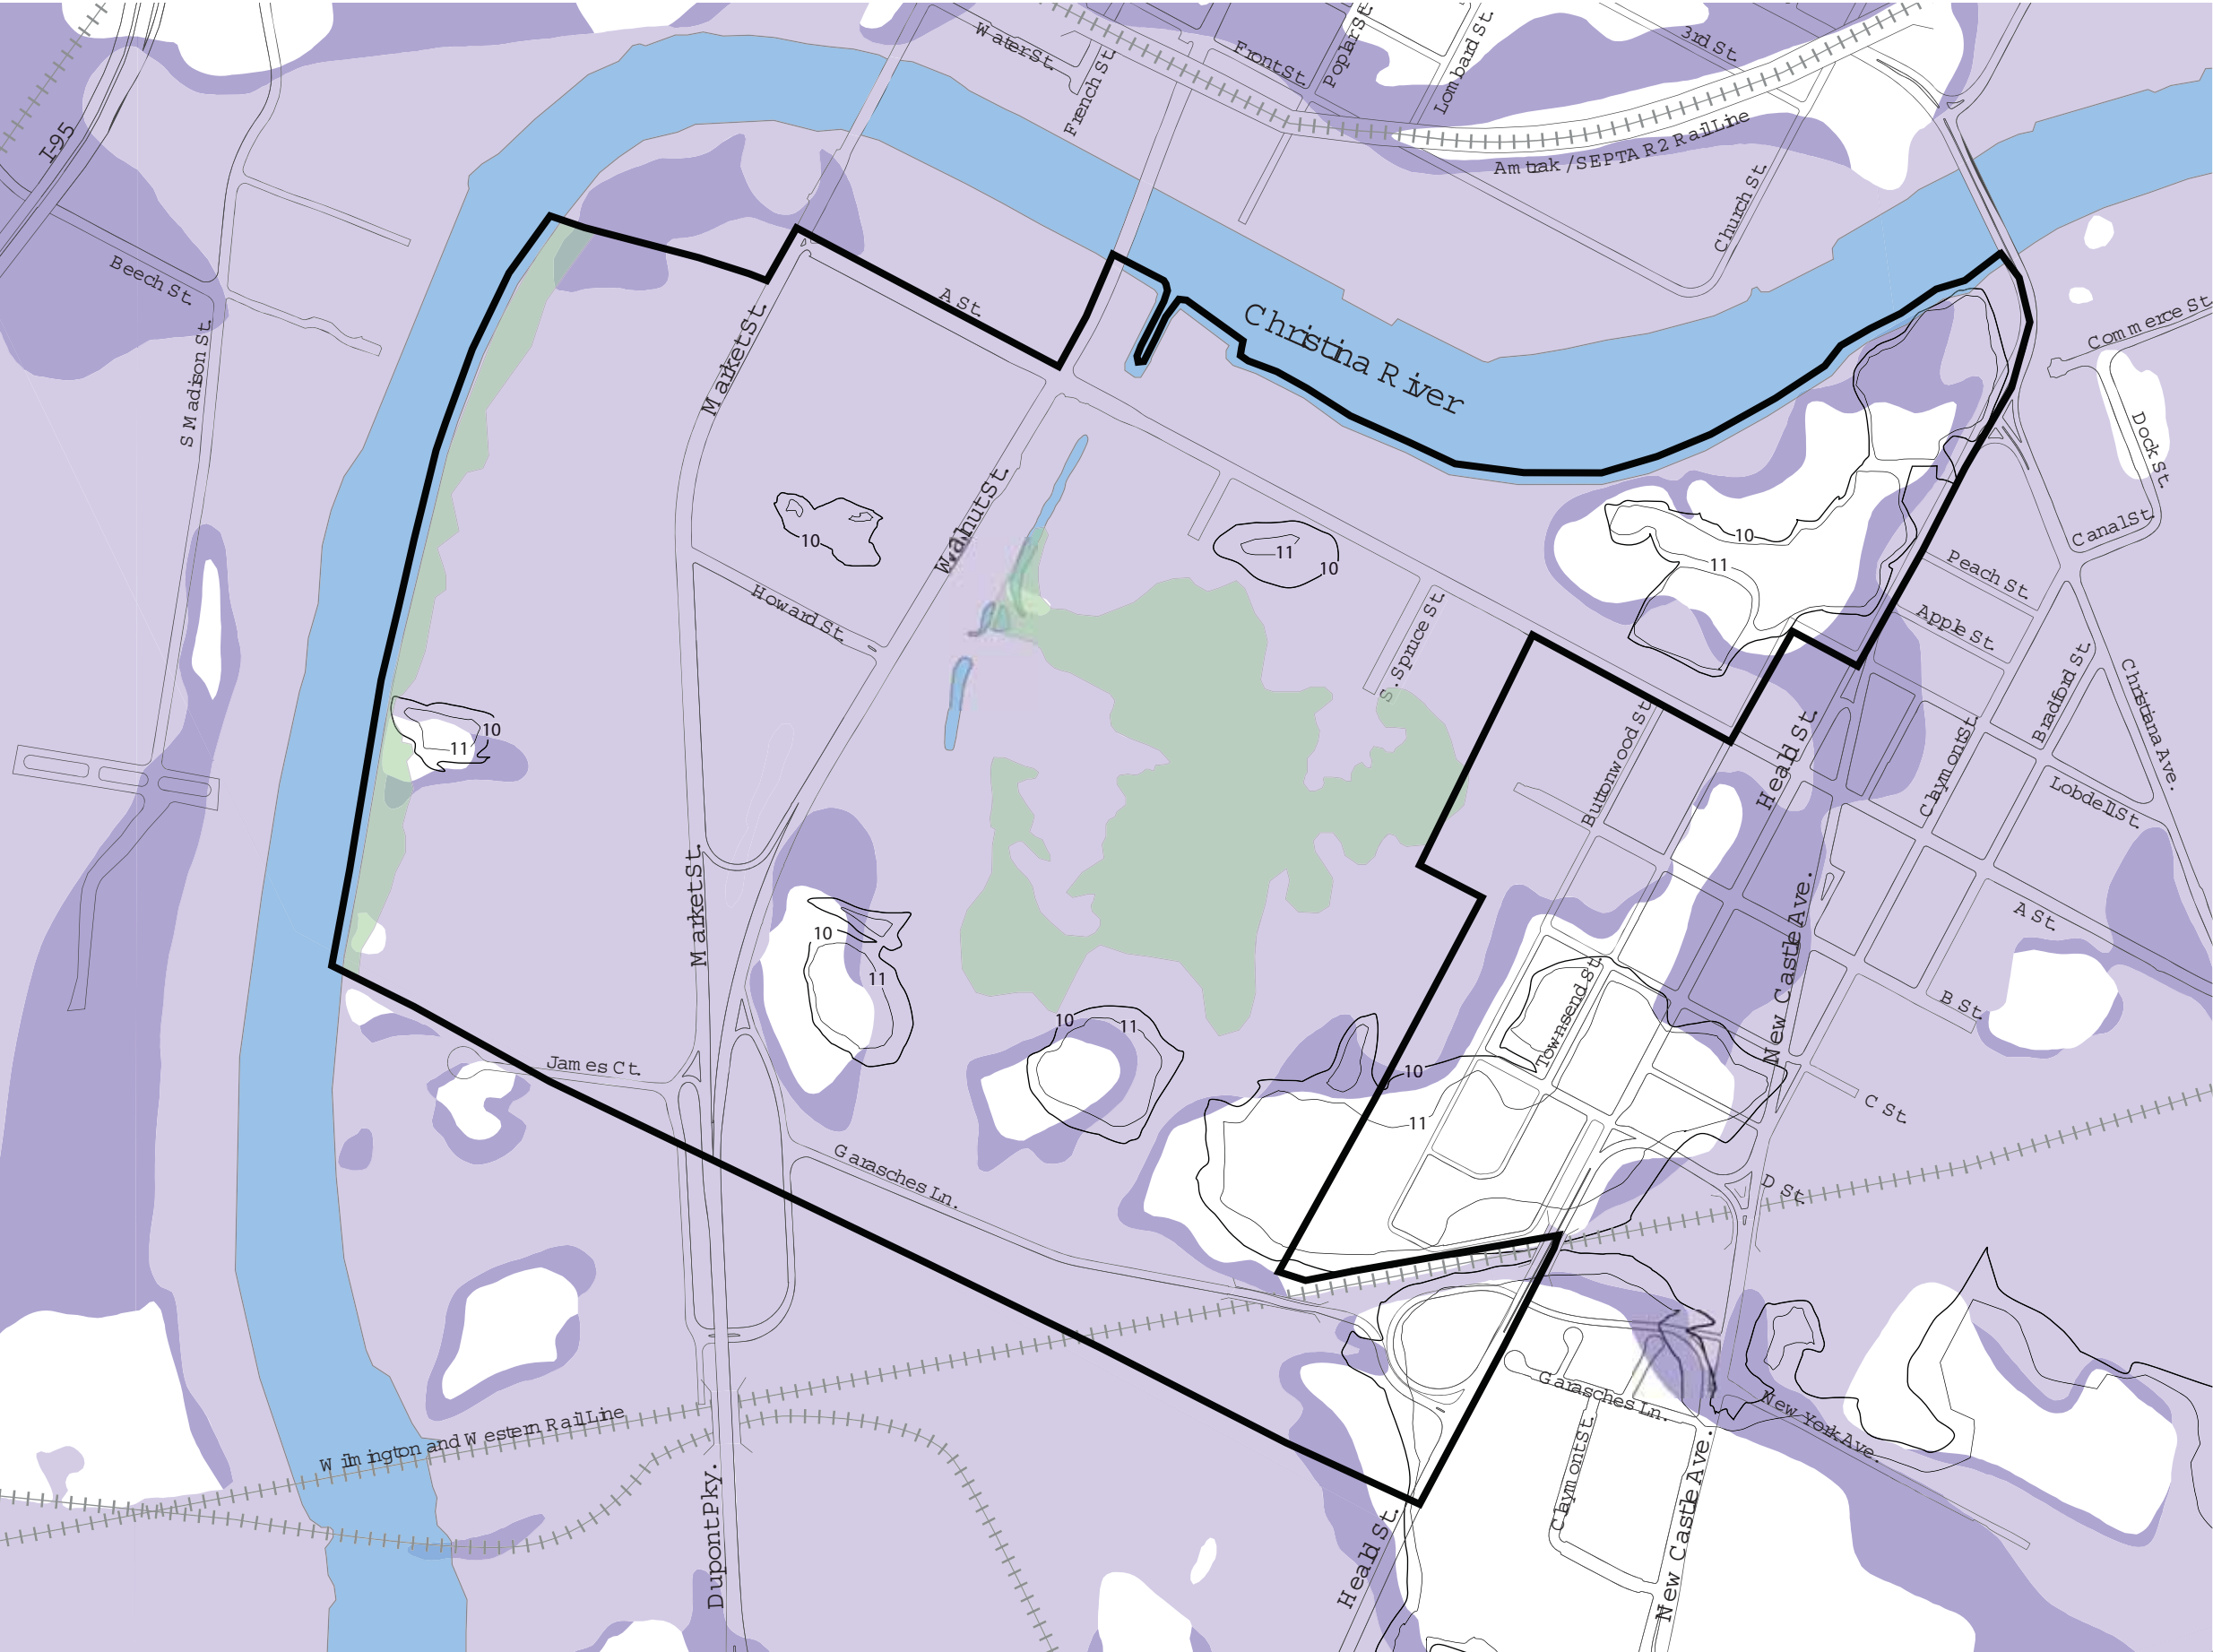 Water St.
French St.
Front St.
Poplar St.
Lombard St.
3rd St.
I-95
Amtrak / SEPTA R2 Rail Line
Church St.
Beech St.
S Madison St.
A St.
Market St.
Christina River
Commerce St.
Dock St.
Canal St.
Walnut St.
10
11
10
10
11
Peach St.
Apple St.
Howard St.
S. Spruce St.
Bradford St.
Christina Ave.
10
11
Buttonwood St.
Heald St.
Claymont St.
Lobdell St.
Market St.
10
11
A St.
New Castle Ave.
B St.
Townsend St.
10
11
James Ct.
10
11
C St.
Garasches Ln.
D St.
Wilmington and Western Rail Line
Garasches Ln.
New York Ave.
Claymont St.
Dupont Pky.
Heald St.
New Castle Ave.